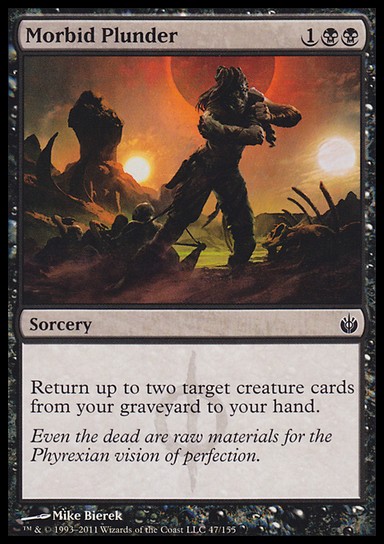 Morbid Plunder 1
Sorcery
Return up to two target creature cards
from your graveyard to your hand.
Even the dead are raw materials for the
Phyrexian vision of perfection.
Mike Bierek
™ & © 1993–2011 Wizards of the Coast LLC 47/155